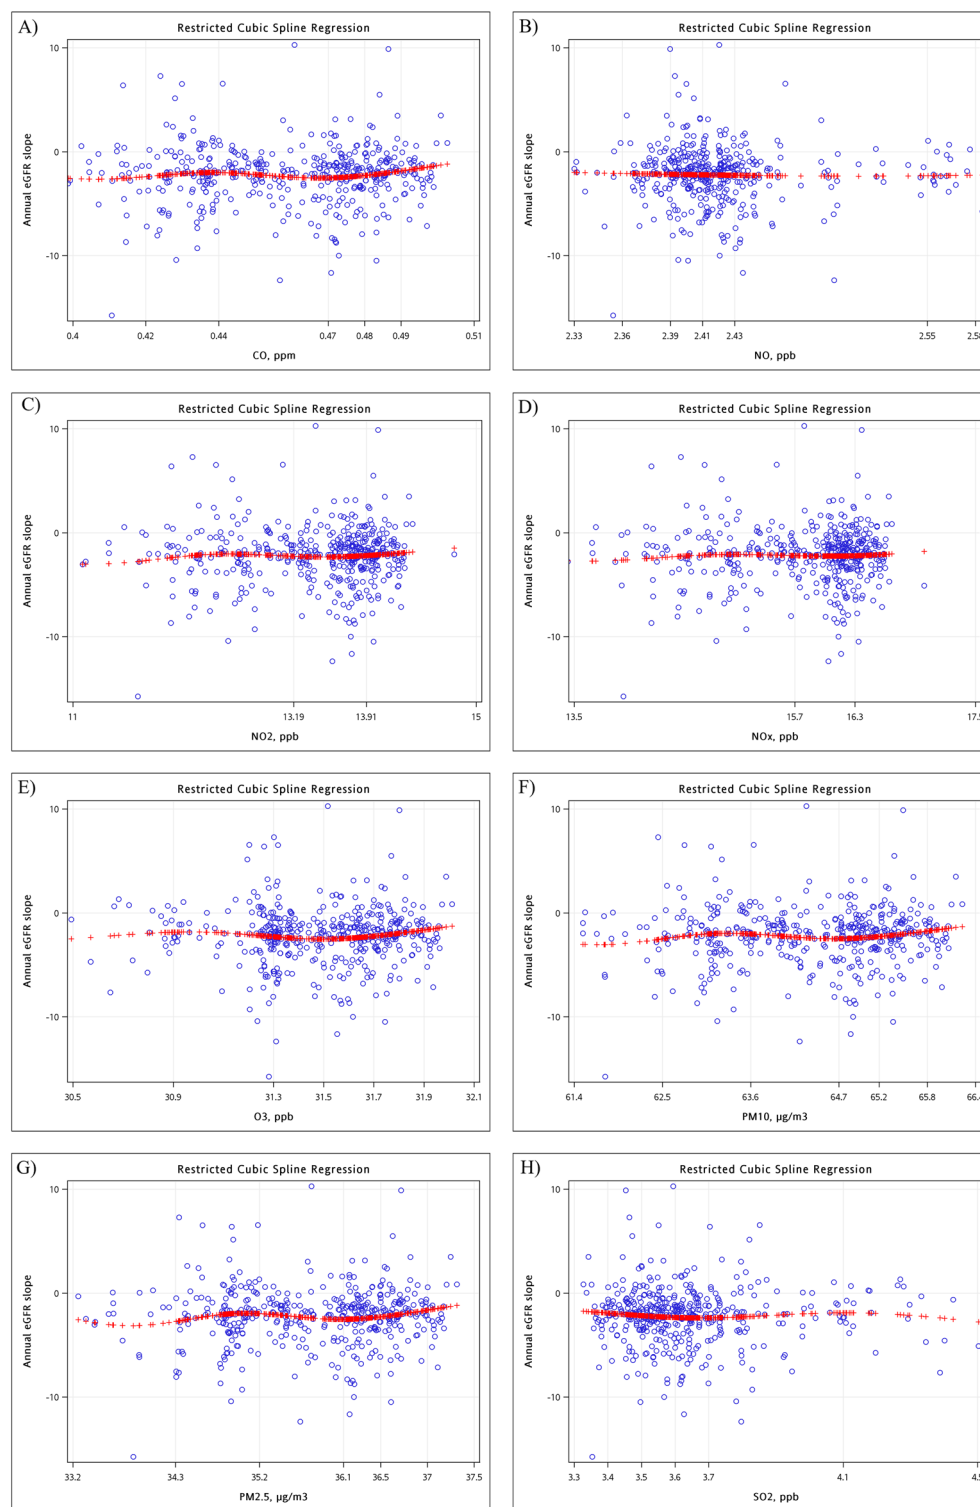 A)
Restricted Cubic Spline Regression
Annual eGFR slope
10
0
-10
0.4 0.42 0.44 0.47 0.48 0.49 0.51
CO, ppm
B)
Restricted Cubic Spline Regression
Annual eGFR slope
10
0
-10
2.33 2.36 2.39 2.41 2.43 2.55 2.58
NO, ppb
C)
Restricted Cubic Spline Regression
Annual eGFR slope
10
0
-10
11 13.19 13.91 15
NO2, ppb
D)
Restricted Cubic Spline Regression
Annual eGFR slope
10
0
-10
13.5 15.7 16.3
NOx, ppb
E)
Restricted Cubic Spline Regression
Annual eGFR slope
10
0
-10
30.5 30.9 31.3 31.5 31.7 31.9 32.1
O3, ppb
F)
Restricted Cubic Spline Regression
Annual eGFR slope
10
0
-10
61.4 62.5 63.6 64.7 65.2 65.8
PM10, µg/m3
G)
Restricted Cubic Spline Regression
Annual eGFR slope
10
0
-10
33.2 34.3 35.2 36.1 36.5 37 37.5
PM2.5, µg/m3
H)
Restricted Cubic Spline Regression
Annual eGFR slope
10
0
-10
3.3 3.4 3.5 3.6 3.7 4.1
SO2, ppb